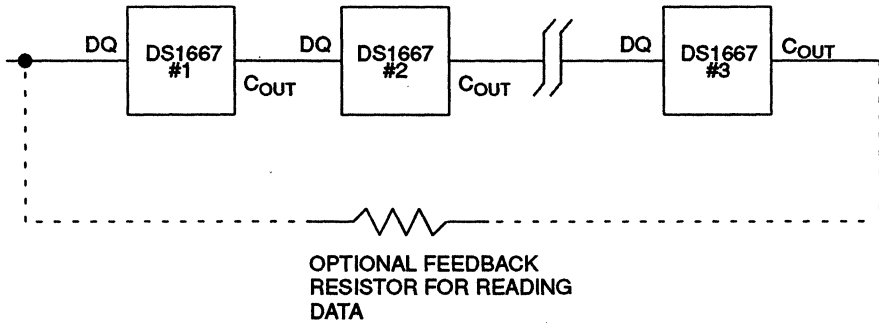 DQ
DS1667
#1
COUT
DQ
DS1667
#2
COUT
DQ
DS1667
#3
COUT
OPTIONAL FEEDBACK
RESISTOR FOR READING
DATA